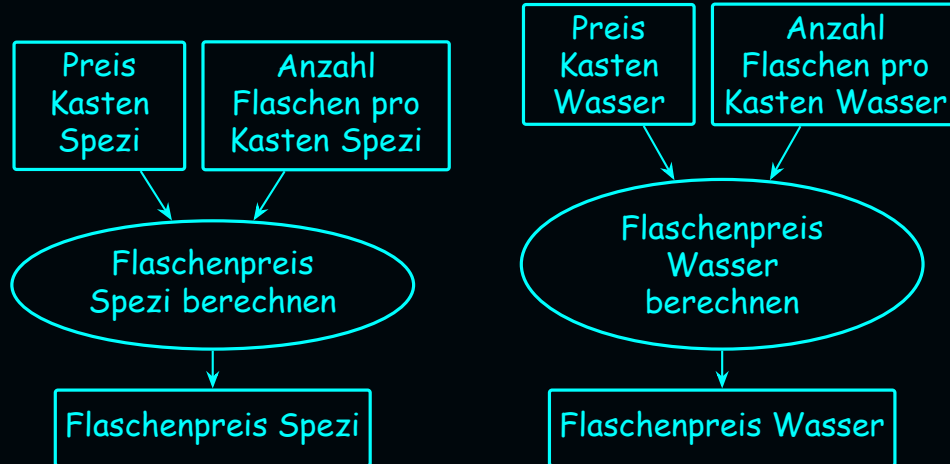 Preis
Kasten
Spezi
Anzahl
Flaschen pro
Kasten Spezi
Flaschenpreis
Spezi berechnen
Flaschenpreis Spezi
Preis
Kasten
Wasser
Anzahl
Flaschen pro
Kasten Wasser
Flaschenpreis
Wasser
berechnen
Flaschenpreis Wasser